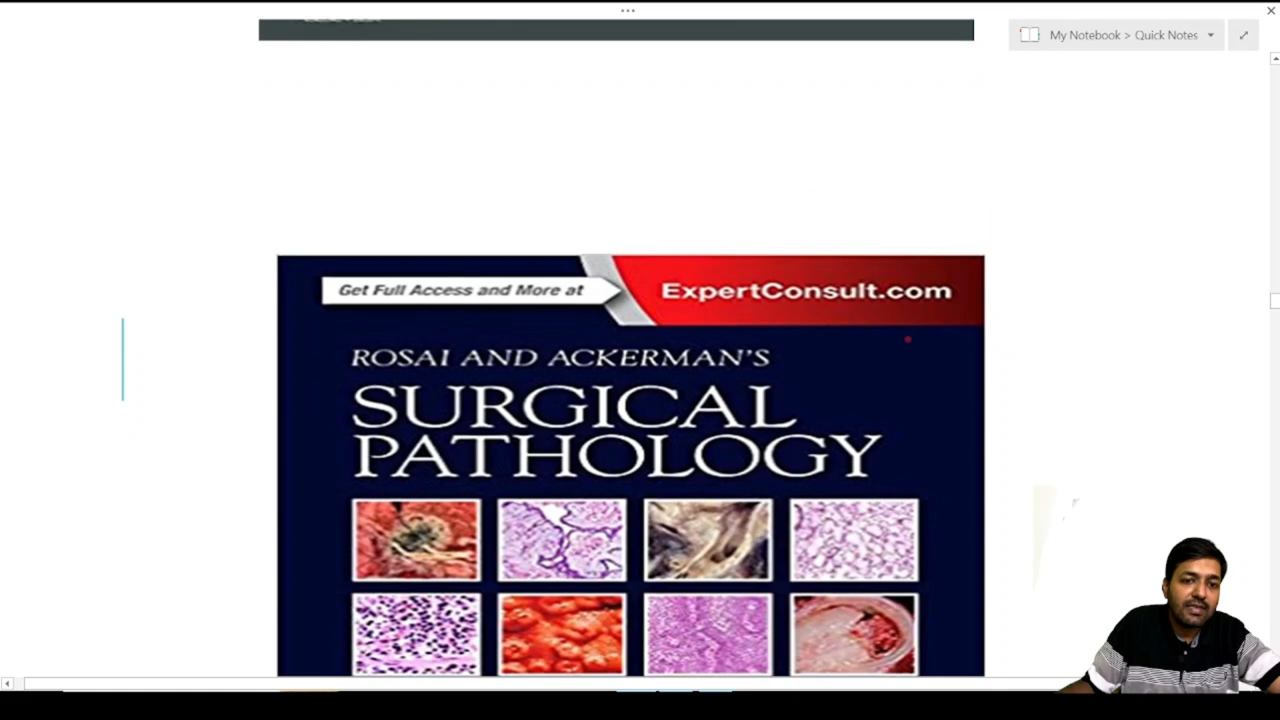 My Notebook > Quick Notes
Get Full Access and More at
ExpertConsult.com
ROSAI AND ACKERMAN'S
SURGICAL
PATHOLOGY